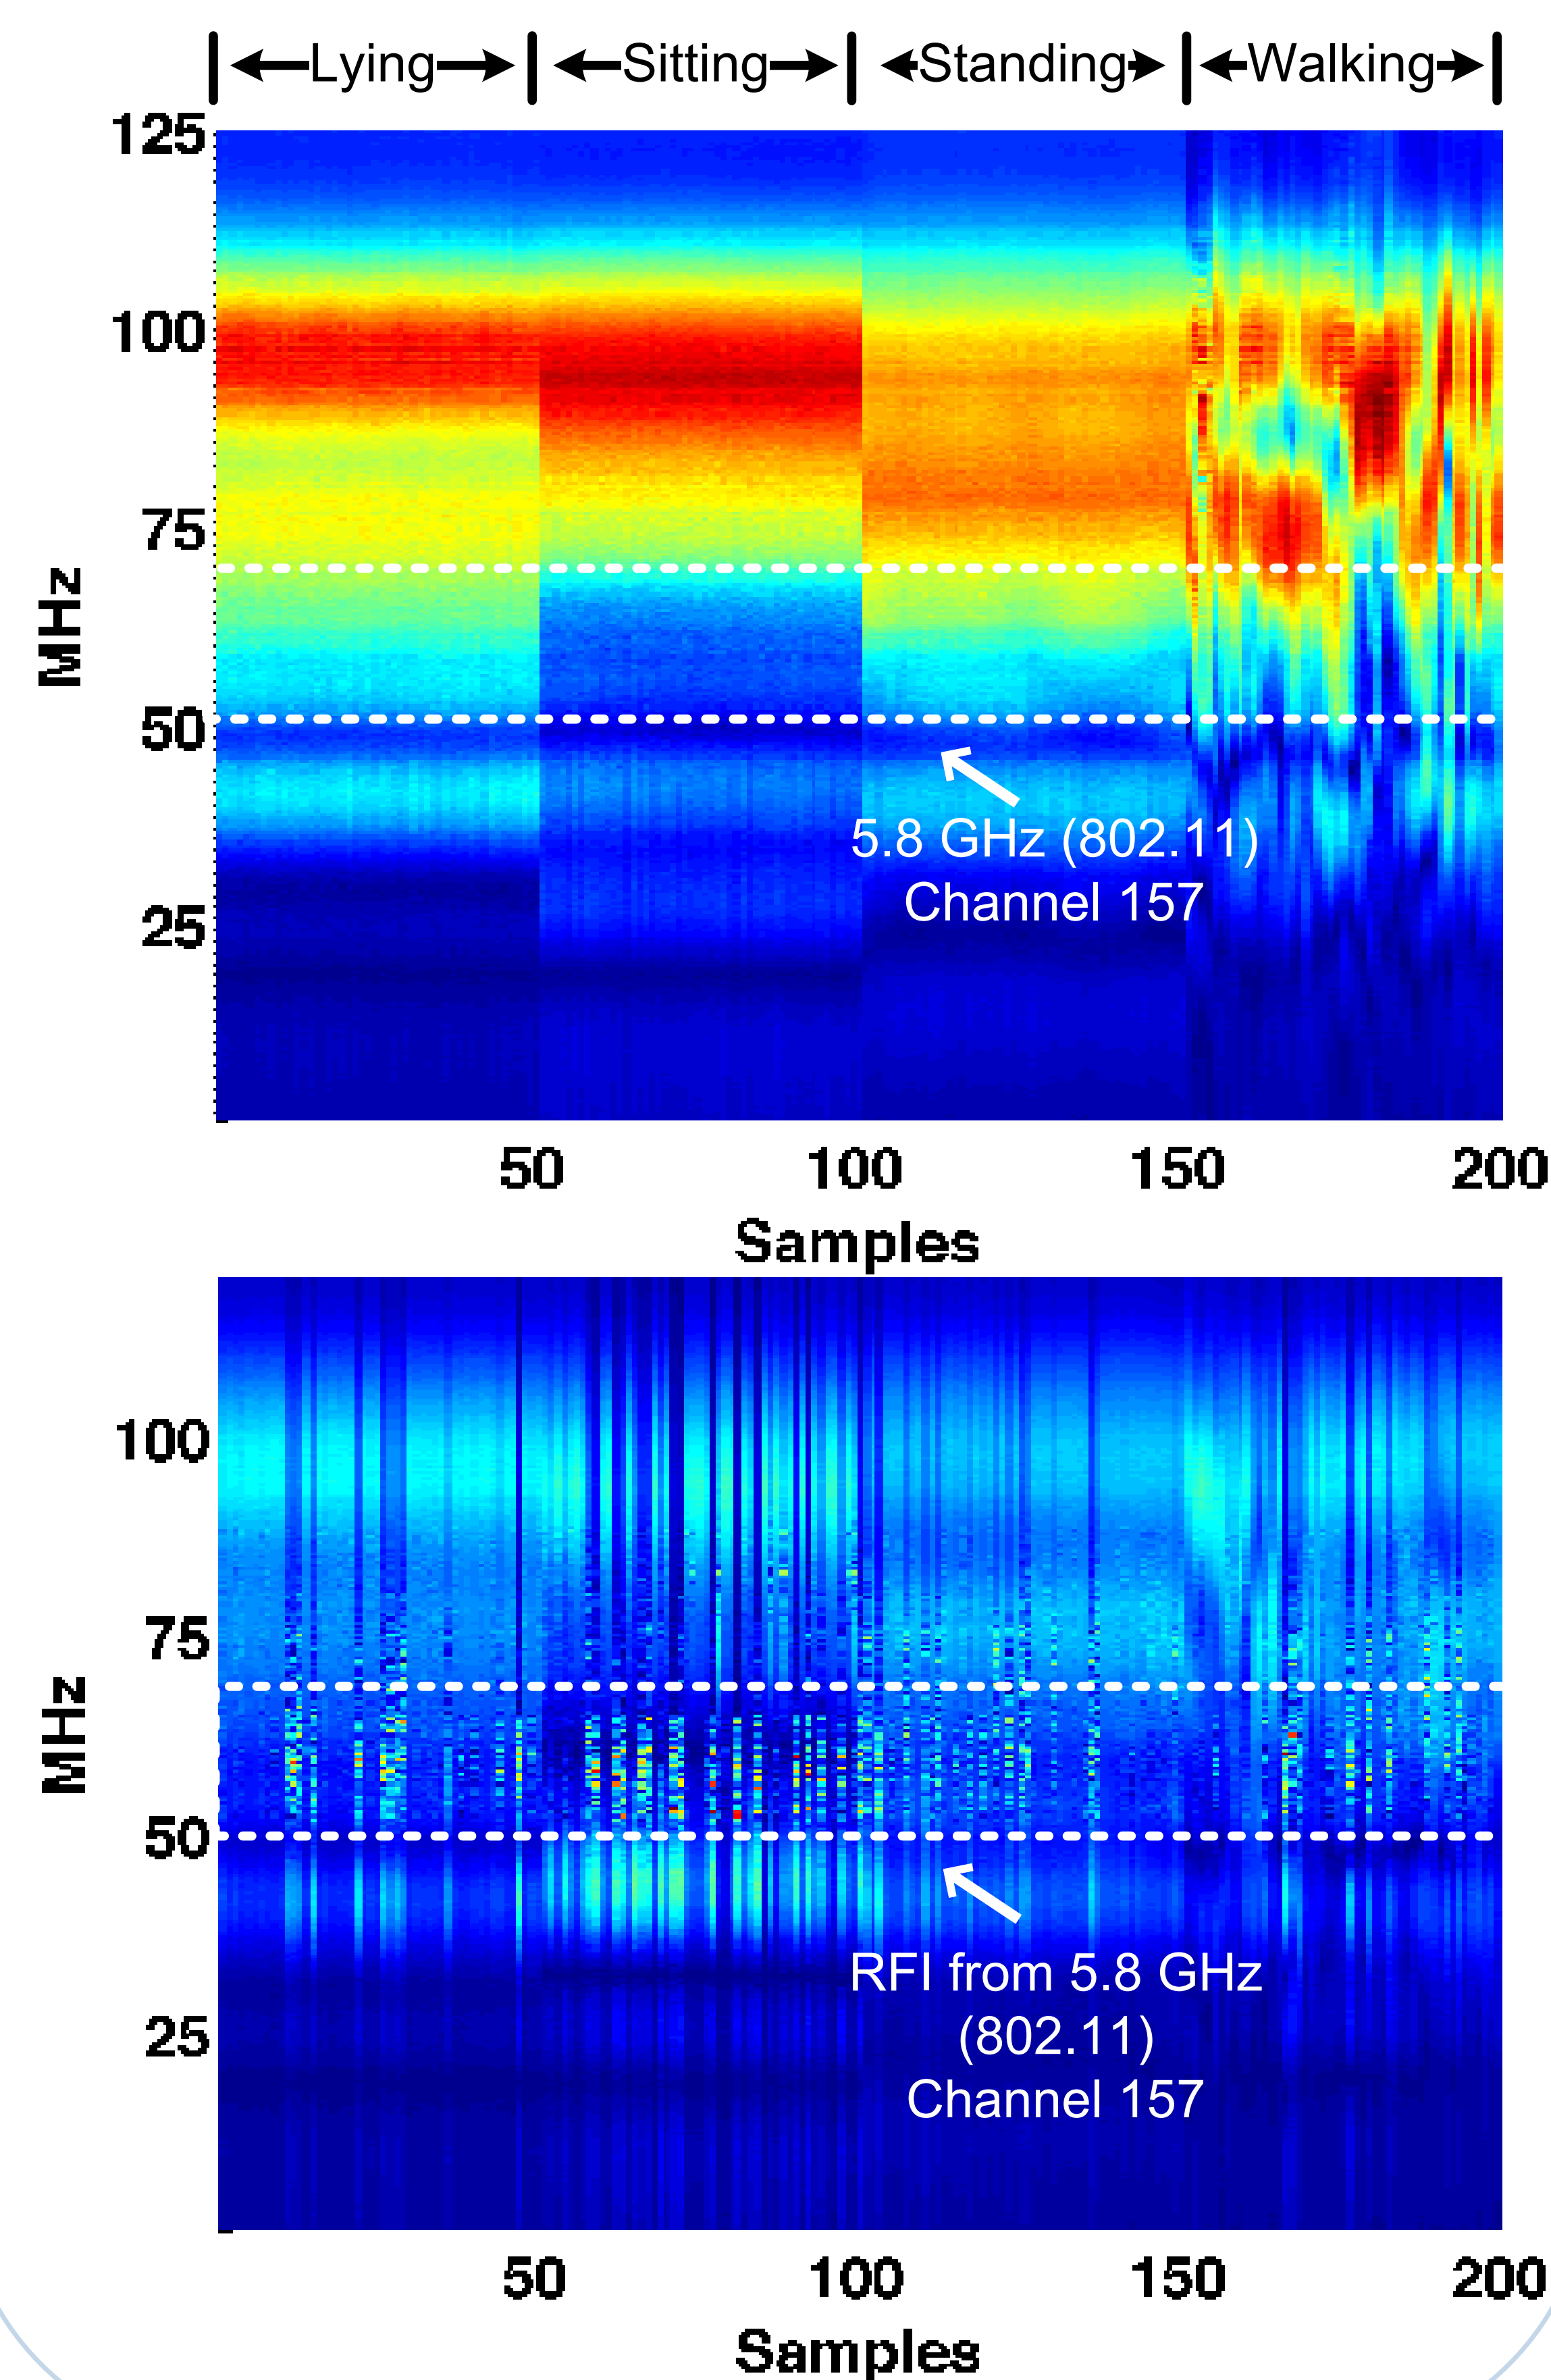 Lying Sitting Standing Walking
125
100
75
50
25
MHz
5.8 GHz (802.11)
Channel 157
50 100 150 200
Samples
100
75
50
25
MHz
RFI from 5.8 GHz
(802.11)
Channel 157
50 100 150 200
Samples